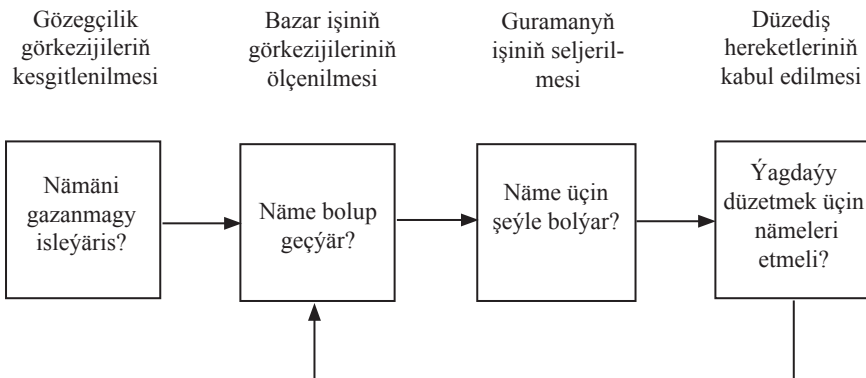 Gözegçilik
görkezijileriň
kesgitlenilmesi
Bazar işiniň
görkezijileriniň
ölçenilmesi
Guramanyň
işiniň seljeril-
mesi
Düzediş
hereketleriniň
kabul edilmesi
Nämäni
gazanmagy
isleýäris?
Näme bolup
geçýär?
Näme üçin
şeýle bolýar?
Ýagdaýy
düzetmek üçin
nämeleri
etmeli?